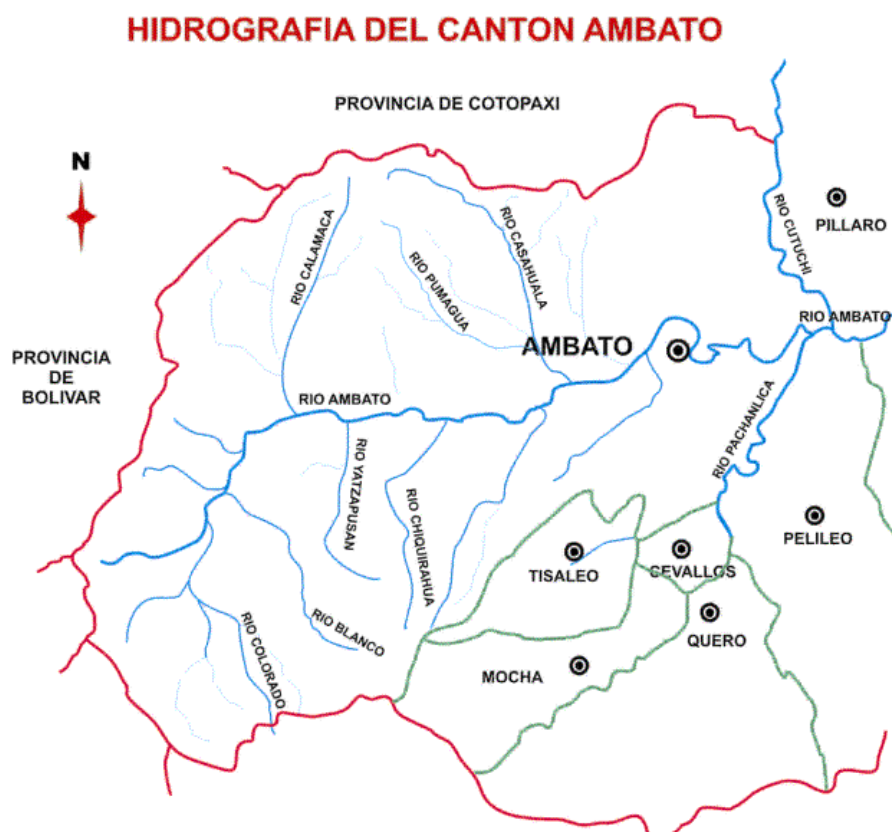 HIDROGRAFIA DEL CANTON AMBATO
PROVINCIA DE COTOPAXI
N
PILLARO
RIO CUTUCHI
RIO CALAMACA
RIO CASAHUALA
RIO PUMAGUA
RIO AMBATO
AMBATO
PROVINCIA
DE
BOLIVAR
RIO AMBATO
RIO PACHANLICA
RIO YATZAPUSAN
RIO CHIQUIRAHUA
PELILEO
TISALEO
CEVALLOS
RIO BLANCO
RIO COLORADO
QUERO
MOCHA